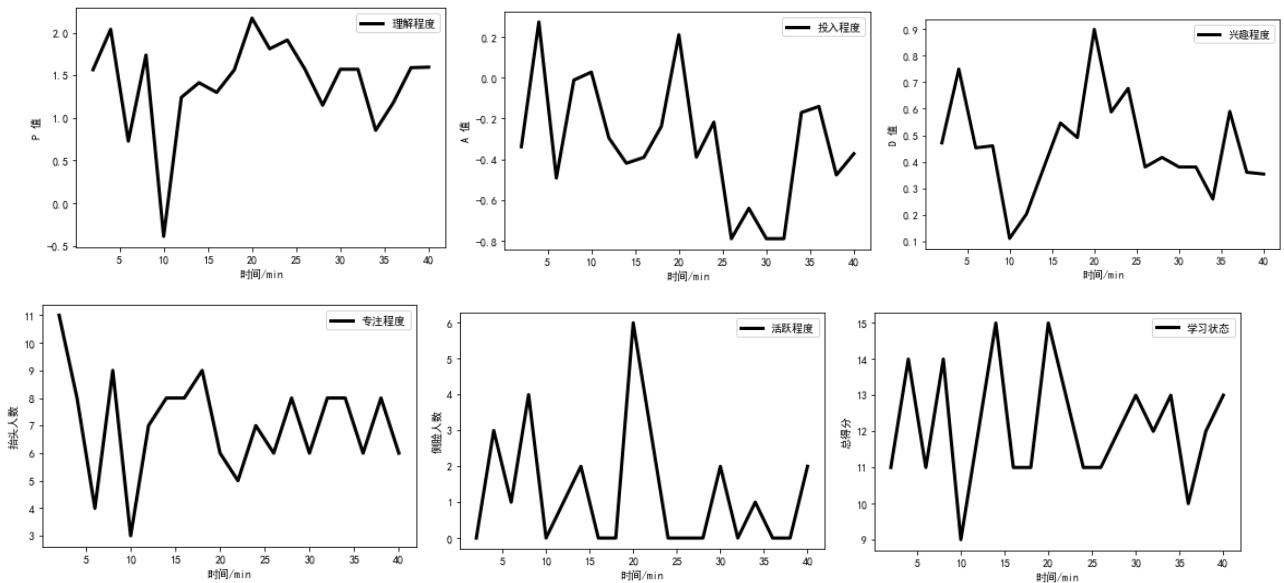 理解程度
2.0
1.5
1.0
0.5
0.0
−0.5
P 值
5 10 15 20 25 30 35 40
时间/min
投入程度
0.2
0.0
−0.2
−0.4
−0.6
−0.8
A 值
5 10 15 20 25 30 35 40
时间/min
兴趣程度
0.9
0.8
0.7
0.6
0.5
0.4
0.3
0.2
0.1
D 值
5 10 15 20 25 30 35 40
时间/min
专注程度
11
10
9
8
7
6
5
4
3
抬头人数
5 10 15 20 25 30 35 40
时间/min
活跃程度
6
5
4
3
2
1
0
侧脸人数
5 10 15 20 25 30 35 40
时间/min
学习状态
15
14
13
12
11
10
9
总得分
5 10 15 20 25 30 35 40
时间/min